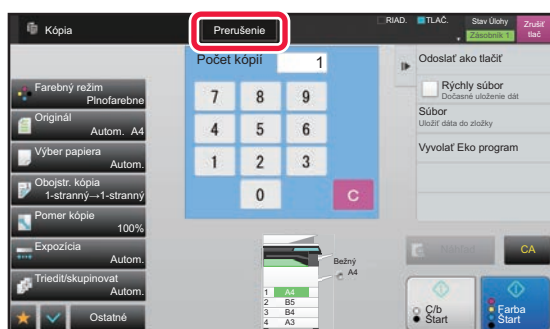 Kópia
Prerušenie
RIAD.
TLAČ.
Stav Úlohy
Zásobník 1
Zrušiť
tlač
Počet kópií
1
7 8 9
4 5 6
1 2 3
0 C
Farebný režim
Plnofarebne
Originál
Autom. A4
Výber papiera
Autom.
Obojstr. kópia
1-stranný→1-stranný
Pomer kópie
100%
Expozícia
Autom.
Triediť/skupinovat
Autom.
Ostatné
Bežný
A4
1 A4
2 B5
3 B4
4 A3
Odoslať ako tlačiť
Rýchly súbor
Dočasné uloženie dát
Súbor
Uložiť dáta do zložky
Vyvolať Eko program
CA
Č/b
Štart
Farba
Štart